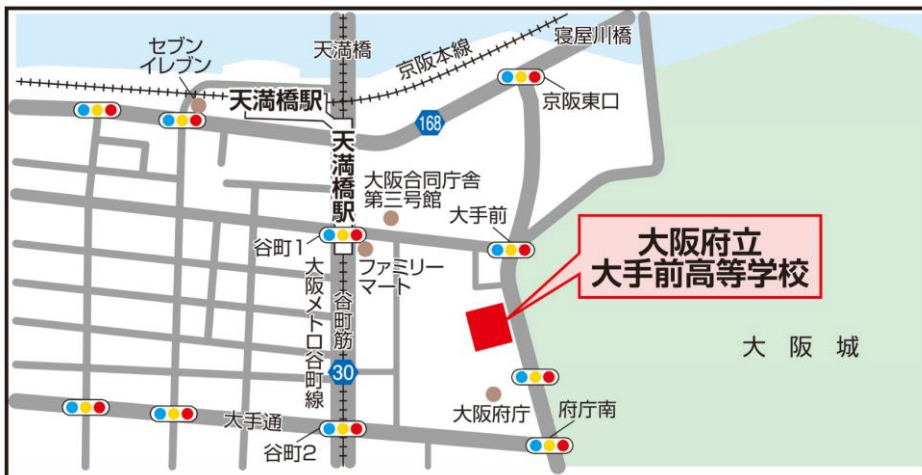 セブン
イレブン
天満橋
京阪本線
寝屋川橋
京阪東口
天満橋駅
168
天満橋駅
大阪合同庁舎
第三号館
大手前
谷町1
ファミリー
マート
大阪府立
大手前高等学校
大阪メトロ谷町線
谷町筋
30
大阪城
大阪府庁
大手通
谷町2
府庁南